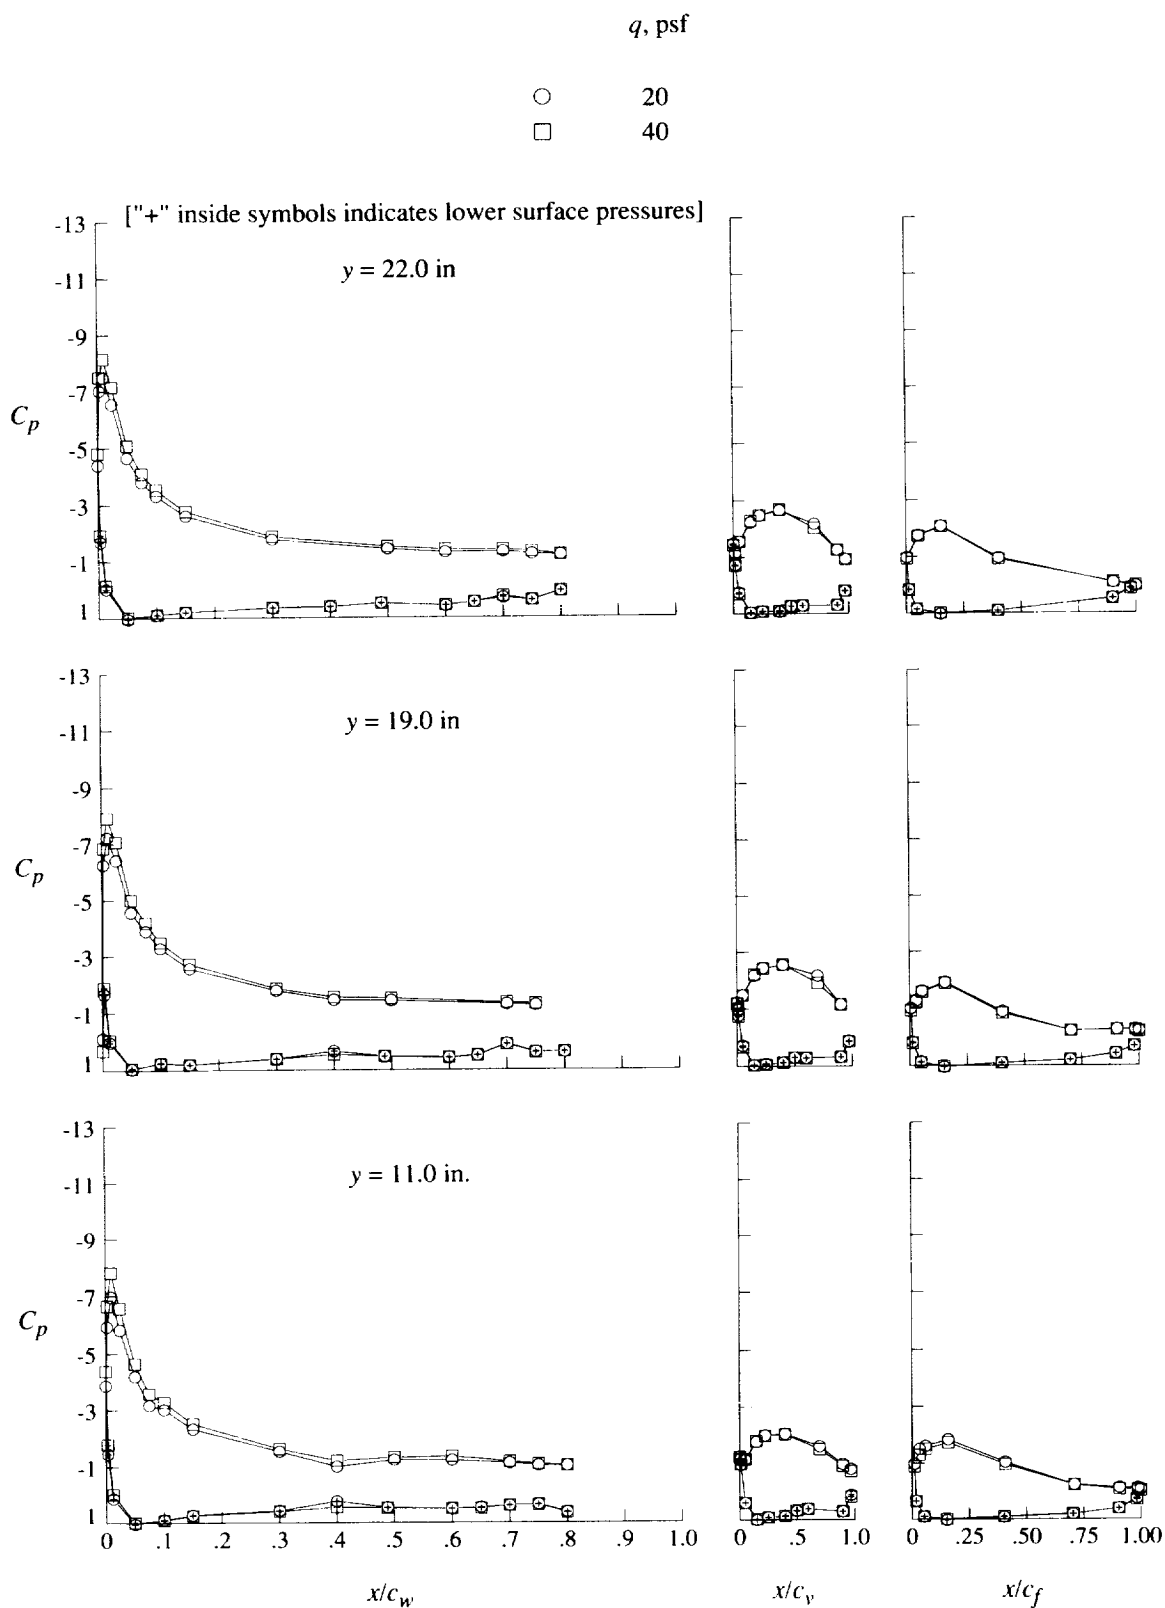 q, psf
20
40
["+" inside symbols indicates lower surface pressures]
-13
y = 22.0 in
-11
-9
-7
C_p
-5
-3
-1
1
-13
y = 19.0 in
-11
-9
-7
C_p
-5
-3
-1
1
-13
y = 11.0 in.
-11
-9
-7
C_p
-5
-3
-1
1
0 .1 .2 .3 .4 .5 .6 .7 .8 .9 1.0 0 .5 1.0 0 .25 .50 .75 1.00
x/c_w x/c_v x/c_f